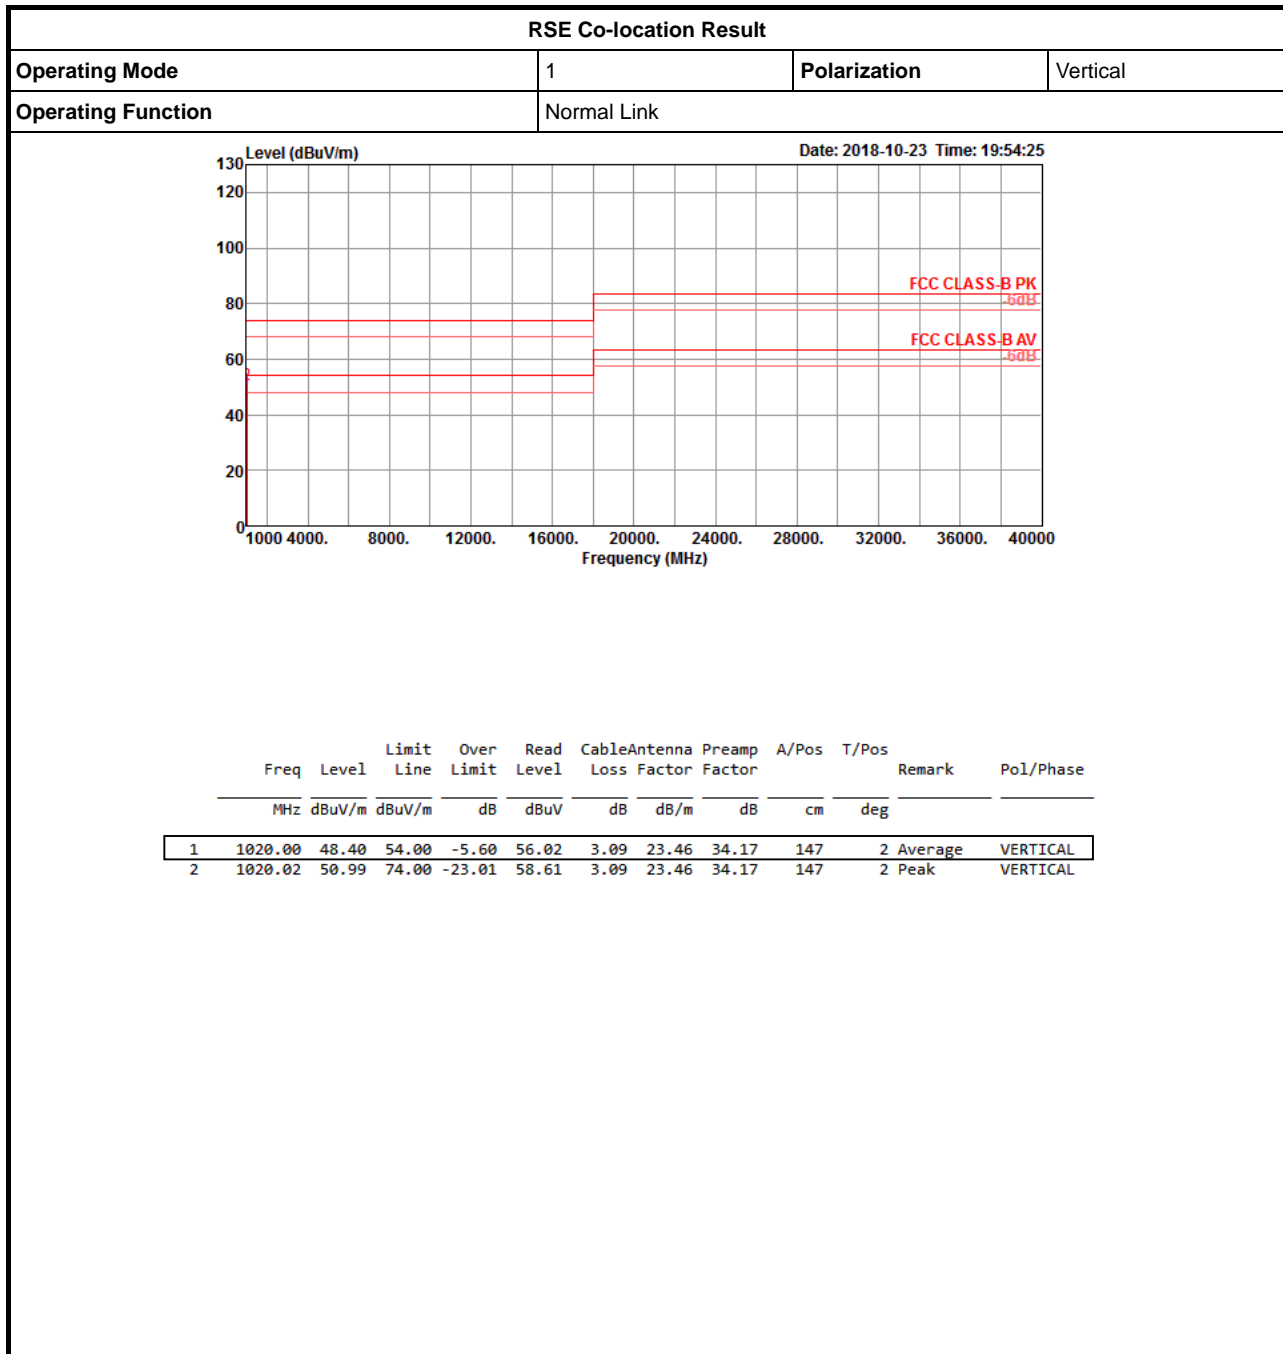 RSE Co-location Result
Operating Mode 1 Polarization Vertical
Operating Function Normal Link
Level (dBuV/m) Date: 2018-10-23 Time: 19:54:25
130
120
100
FCC CLASS-B PK
80 -6dB
FCC CLASS-B AV
60 -6dB
2
40
20
0
1000 4000. 8000. 12000. 16000. 20000. 24000. 28000. 32000. 36000. 40000
Frequency (MHz)
Limit Over Read CableAntenna Preamp A/Pos T/Pos
Freq Level Line Limit Level Loss Factor Factor Remark Pol/Phase
MHz dBuV/m dBuV/m dB dBuV dB dB/m dB cm deg
1 1020.00 48.40 54.00 -5.60 56.02 3.09 23.46 34.17 147 2 Average VERTICAL
2 1020.02 50.99 74.00 -23.01 58.61 3.09 23.46 34.17 147 2 Peak VERTICAL